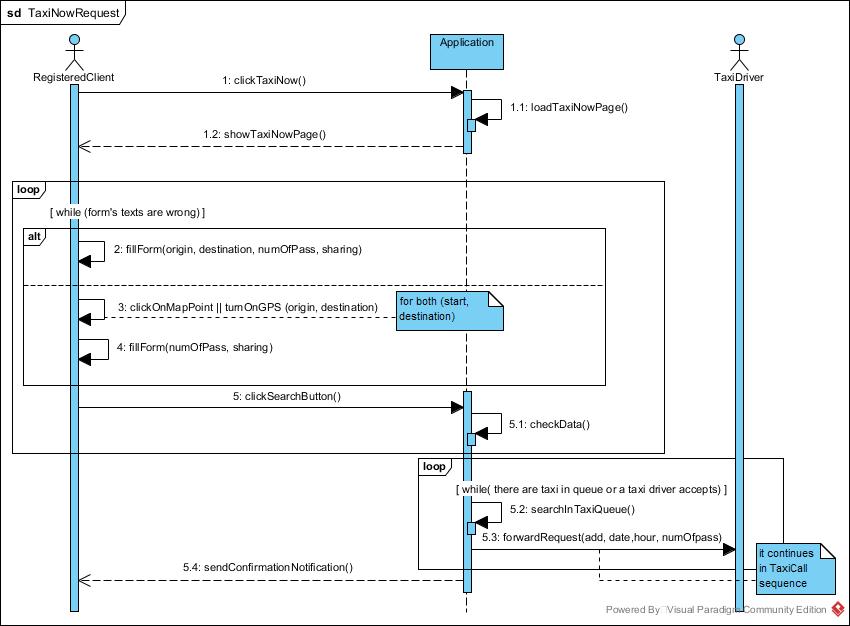 sd TaxiNowRequest
RegisteredClient
Application
TaxiDriver
1: clickTaxiNow()
1.1: loadTaxiNowPage()
1.2: showTaxiNowPage()
loop
[ while (form's texts are wrong) ]
alt
2: fillForm(origin, destination, numOfPass, sharing)
3: clickOnMapPoint || turnOnGPS (origin, destination)
for both (start,
destination)
4: fillForm(numOfPass, sharing)
5: clickSearchButton()
5.1: checkData()
loop
[ while( there are taxi in queue or a taxi driver accepts) ]
5.2: searchInTaxiQueue()
5.3: forwardRequest(add, date,hour, numOfpass)
it continues
in TaxiCall
sequence
5.4: sendConfirmationNotification()
Powered By Visual Paradigm Community Edition